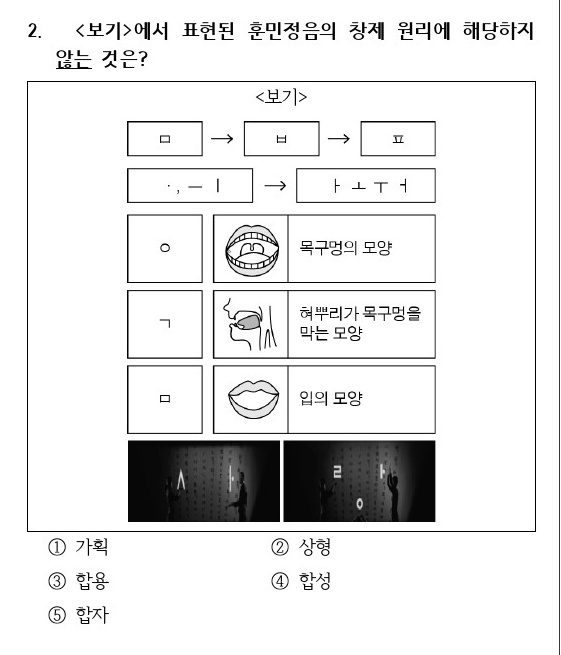 2. <보기>에서 표현된 훈민정음의 창제 원리에 해당하지
않는 것은?
<보기>
ㅁ → ㅂ → ㅍ
·, ㅡ ㅣ → ㅏ ㅗ ㅜ ㅓ
ㅇ 목구멍의 모양
ㄱ 혀뿌리가 목구멍을
막는 모양
ㅁ 입의 모양
ㅅ ㅏ ㄹ ㅏ
ㅇ
① 가획 ② 상형
③ 합용 ④ 합성
⑤ 합자